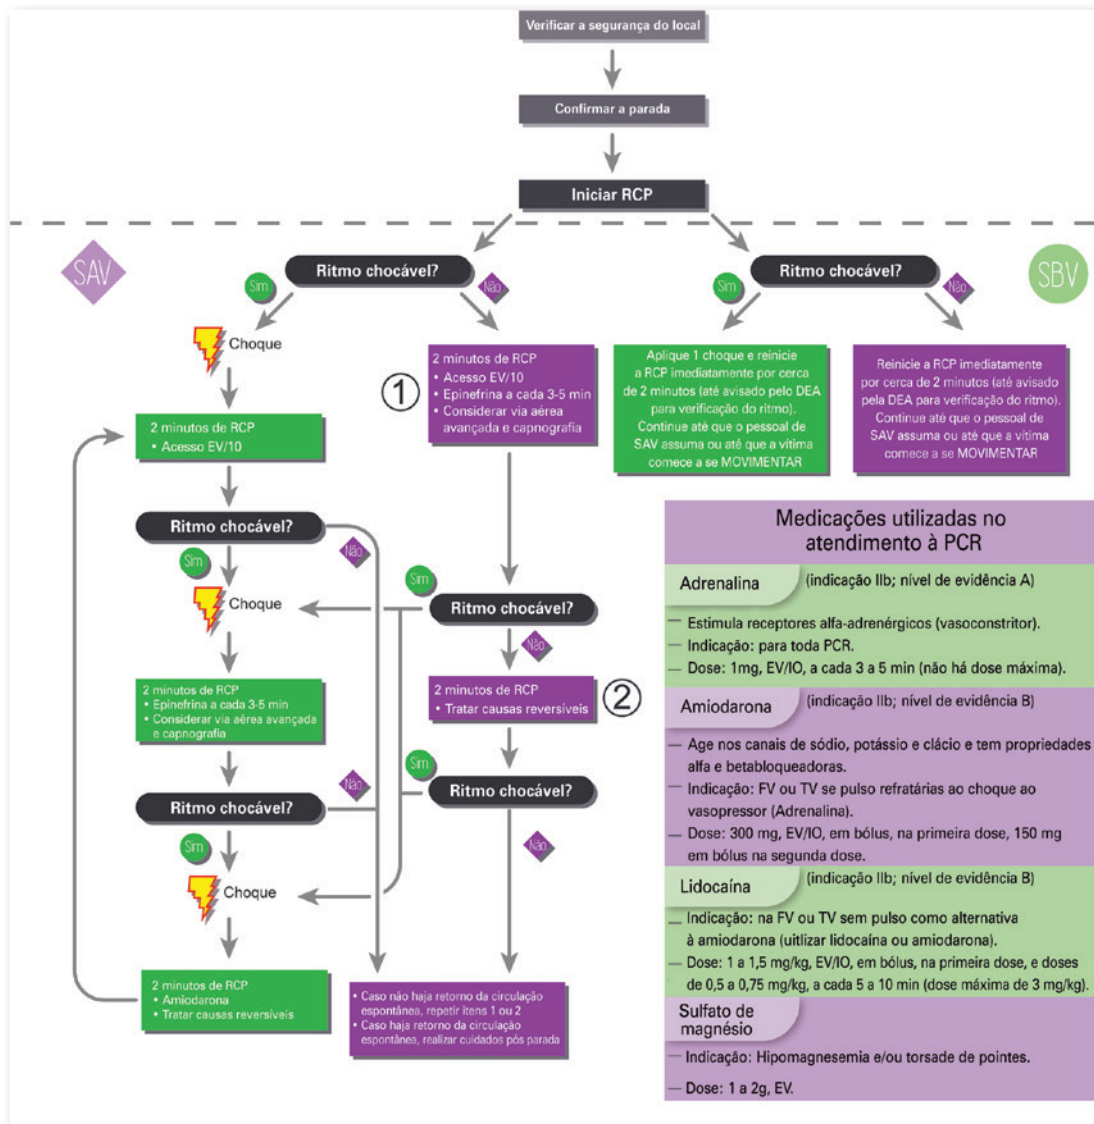 Verificar a segurança do local
Confirmar a parada
Iniciar RCP
SAV
Ritmo chocável?
Sim
Não
Choque
2 minutos de RCP
• Acesso EV/10
Ritmo chocável?
Sim
Não
Choque
2 minutos de RCP
• Epinefrina a cada 3-5 min
• Considerar via aérea avançada
e capnografia
Ritmo chocável?
Sim
Não
Choque
2 minutos de RCP
• Amiodarona
• Tratar causas reversíveis
1
2 minutos de RCP
• Acesso EV/10
• Epinefrina a cada 3-5 min
• Considerar via aérea
avançada e capnografia
Sim
Ritmo chocável?
Não
2 minutos de RCP
• Tratar causas reversíveis
2
Sim
Ritmo chocável?
Não
• Caso não haja retorno da circulação
espontânea, repetir itens 1 ou 2
• Caso haja retorno da circulação
espontânea, realizar cuidados pós parada
SBV
Ritmo chocável?
Sim
Não
Aplique 1 choque e reinicie
a RCP imediatamente por cerca
de 2 minutos (até avisado pelo DEA
para verificação do ritmo).
Continue até que o pessoal de
SAV assuma ou até que a vítima
comece a se MOVIMENTAR
Reinicie a RCP imediatamente
por cerca de 2 minutos (até avisado
pela DEA para verificação do ritmo).
Continue até que o pessoal de
SAV assuma ou até que a vítima
comece a se MOVIMENTAR
Medicações utilizadas no
atendimento à PCR
Adrenalina (indicação IIb; nível de evidência A)
— Estimula receptores alfa-adrenérgicos (vasoconstritor).
— Indicação: para toda PCR.
— Dose: 1mg, EV/IO, a cada 3 a 5 min (não há dose máxima).
Amiodarona (indicação IIb; nível de evidência B)
— Age nos canais de sódio, potássio e clácio e tem propriedades
alfa e betabloqueadoras.
— Indicação: FV ou TV se pulso refratárias ao choque ao
vasopressor (Adrenalina).
— Dose: 300 mg, EV/IO, em bólus, na primeira dose, 150 mg
em bólus na segunda dose.
Lidocaína (indicação IIb; nível de evidência B)
— Indicação: na FV ou TV sem pulso como alternativa
à amiodarona (uitlizar lidocaína ou amiodarona).
— Dose: 1 a 1,5 mg/kg, EV/IO, em bólus, na primeira dose, e doses
de 0,5 a 0,75 mg/kg, a cada 5 a 10 min (dose máxima de 3 mg/kg).
Sulfato de
magnésio
— Indicação: Hipomagnesemia e/ou torsade de pointes.
— Dose: 1 a 2g, EV.